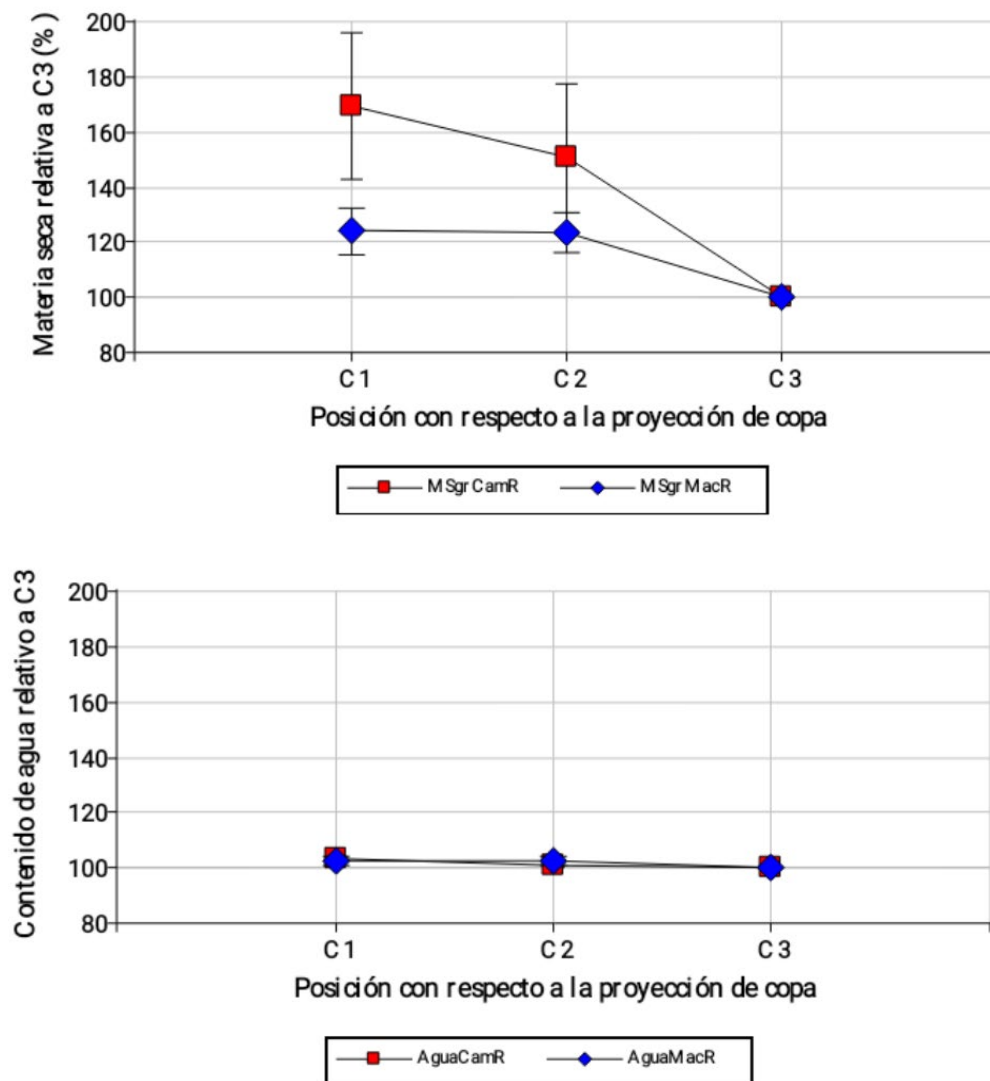 Materia seca relativa a C3 (%)
200
180
160
140
120
100
80
C1 C2 C3
Posición con respecto a la proyección de copa
MSgrCamR MSgrMacR
Contenido de agua relativo a C3
200
180
160
140
120
100
80
C1 C2 C3
Posición con respecto a la proyección de copa
AguaCamR AguaMacR